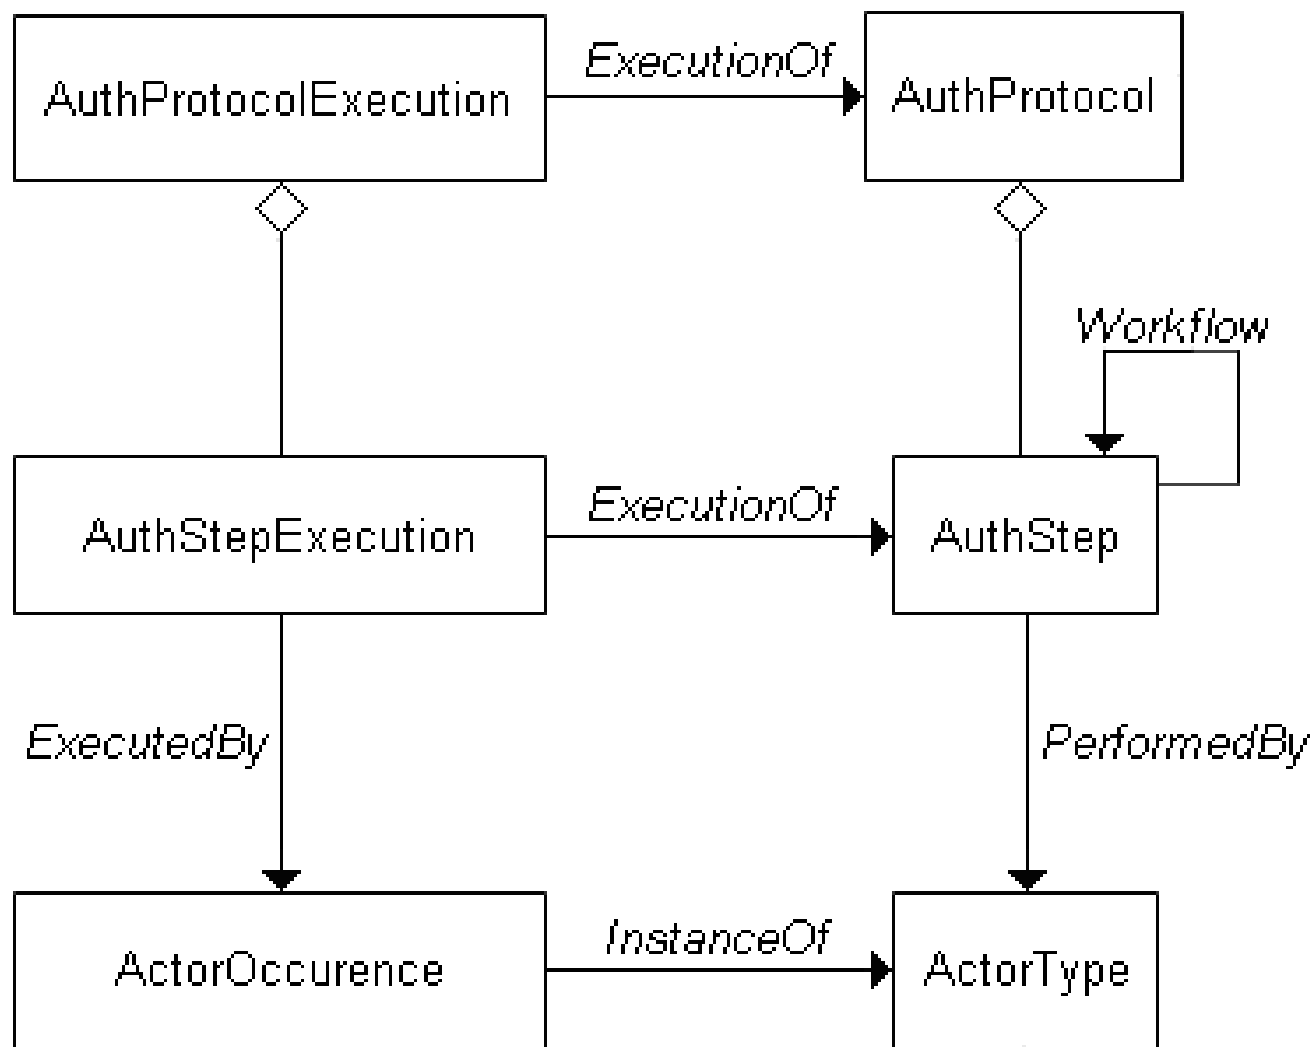 ExecutionOf
AuthProtocolExecution
AuthProtocol
Workflow
ExecutionOf
AuthStepExecution
AuthStep
ExecutedBy
PerformedBy
InstanceOf
ActorOccurence
ActorType